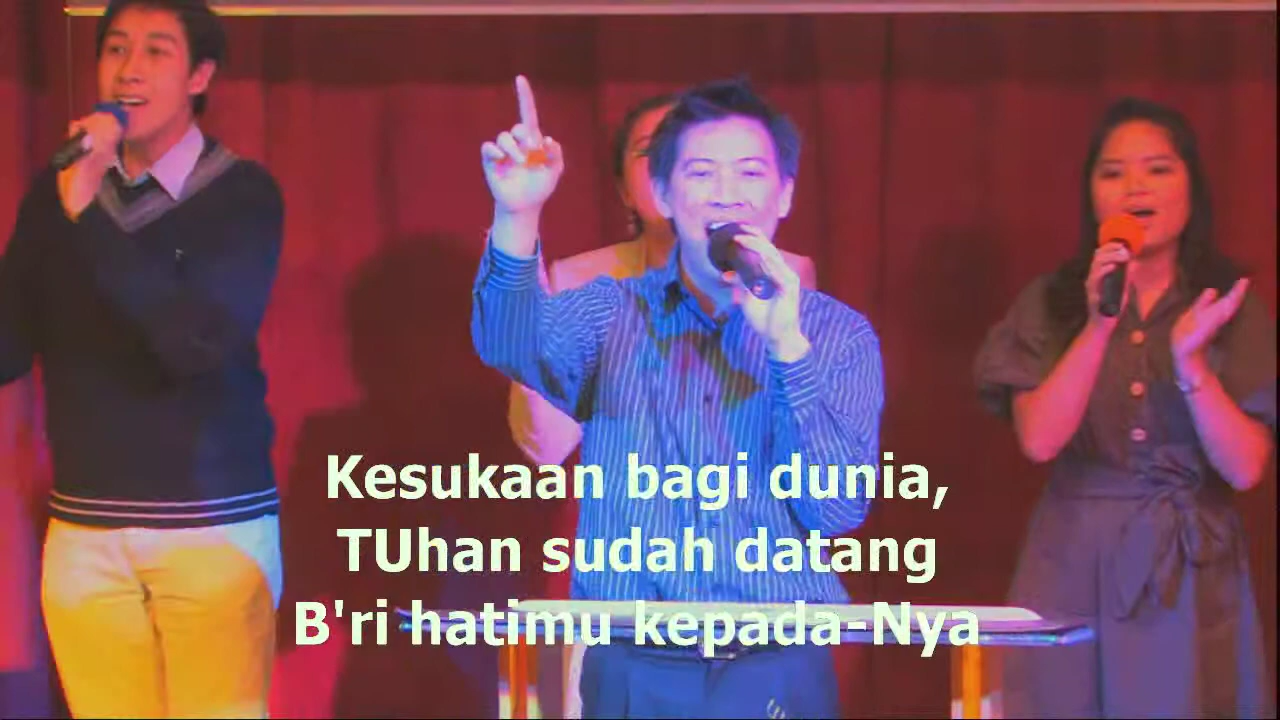 Kesukaan bagi dunia,
TUhan sudah datang
B'ri hatimu kepada-Nya